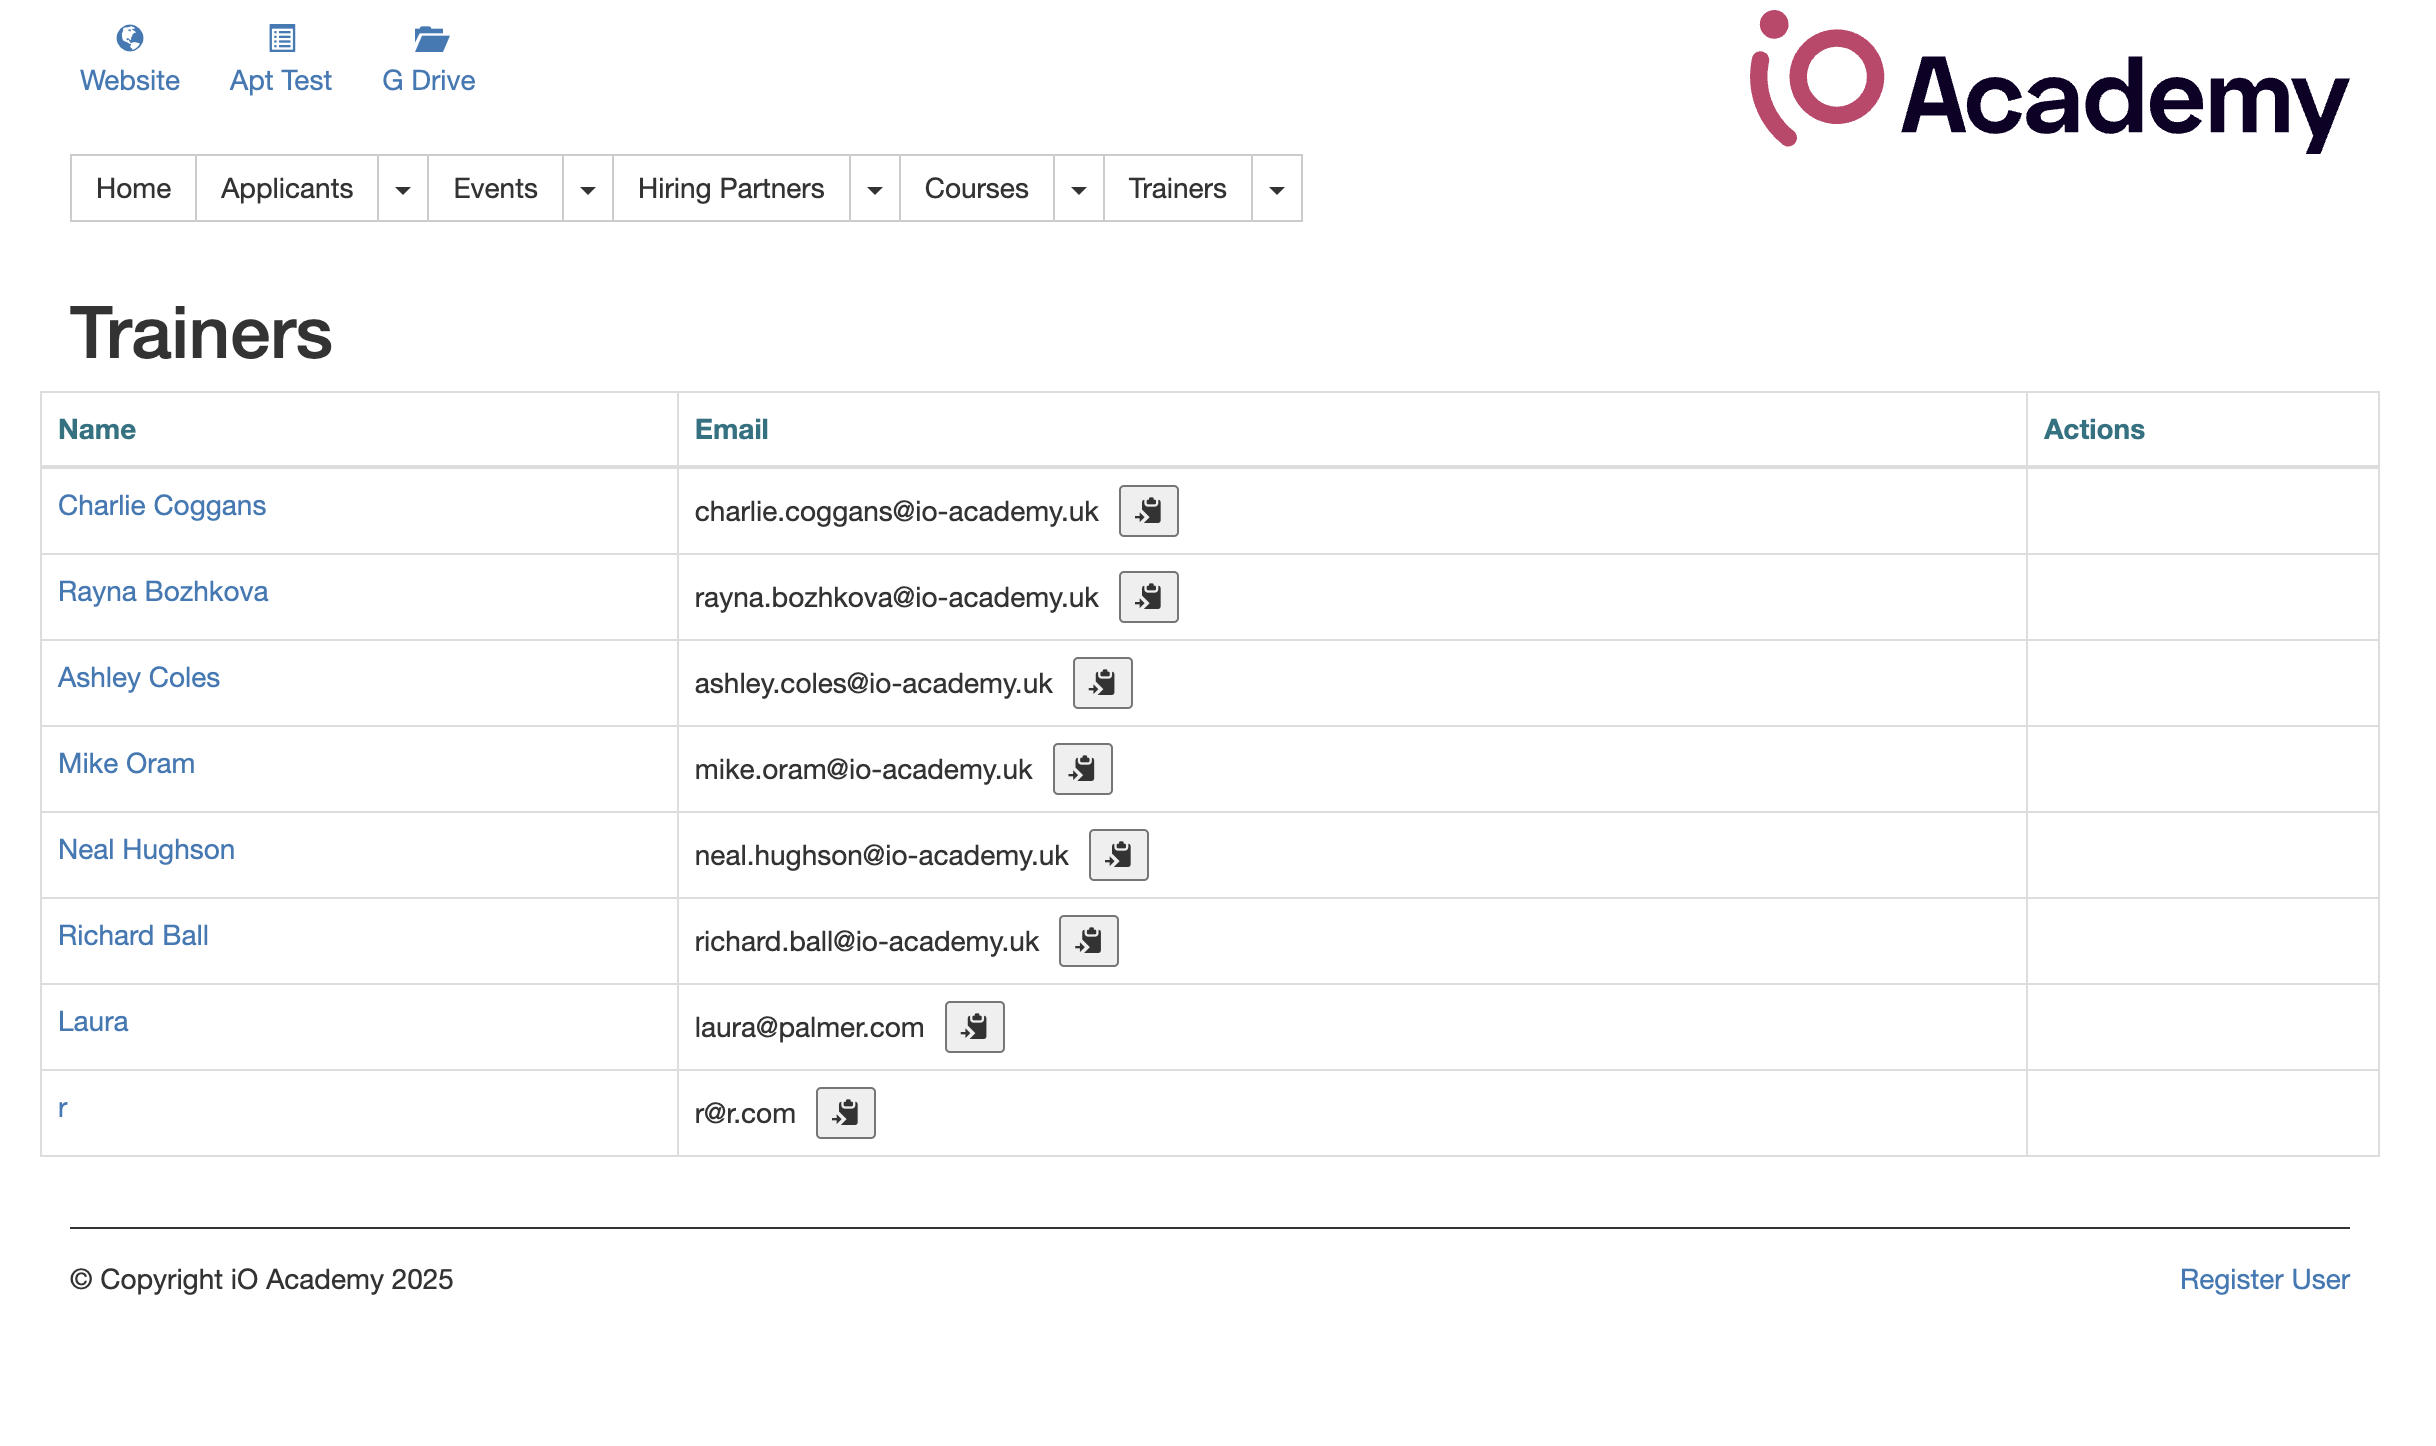 Website Apt Test G Drive
iO Academy
Home Applicants Events Hiring Partners Courses Trainers
Trainers
Name Email Actions
Charlie Coggans charlie.coggans@io-academy.uk
Rayna Bozhkova rayna.bozhkova@io-academy.uk
Ashley Coles ashley.coles@io-academy.uk
Mike Oram mike.oram@io-academy.uk
Neal Hughson neal.hughson@io-academy.uk
Richard Ball richard.ball@io-academy.uk
Laura laura@palmer.com
r r@r.com
© Copyright iO Academy 2025 Register User